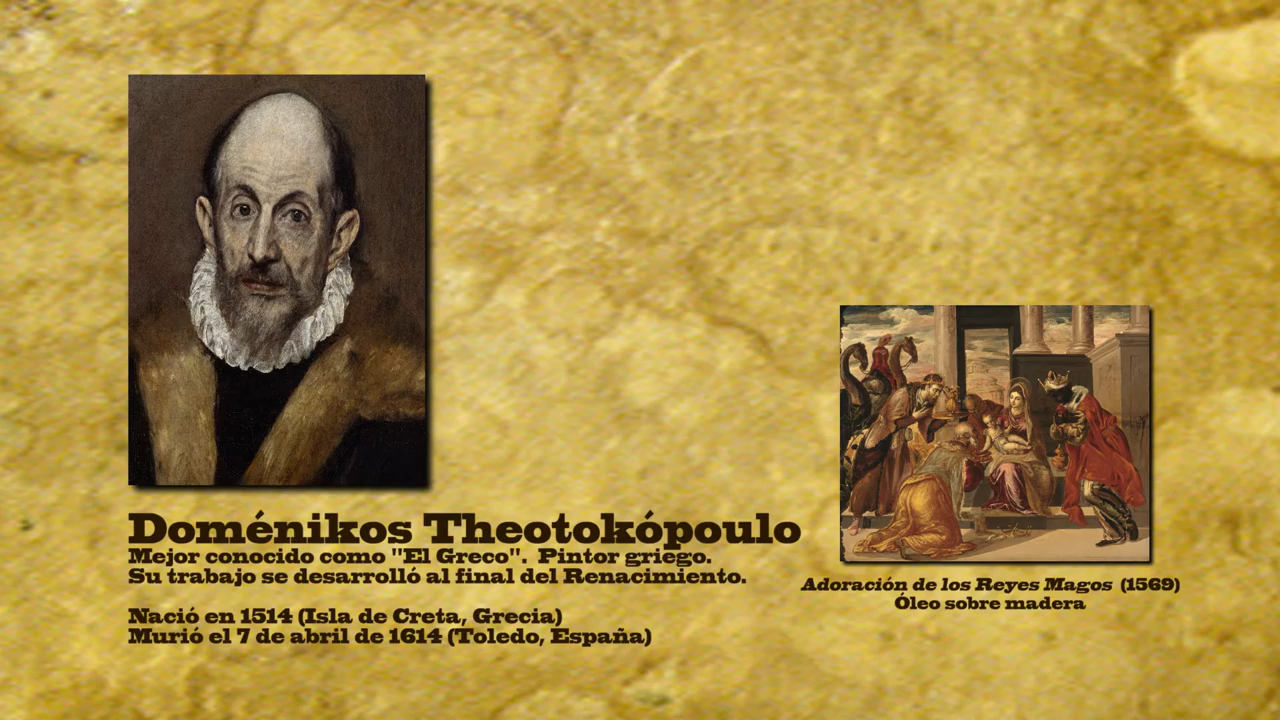 Doménikos Theotokópoulo
Mejor conocido como "El Greco". Pintor griego.
Su trabajo se desarrolló al final del Renacimiento.
Nació en 1514 (Isla de Creta, Grecia)
Murió el 7 de abril de 1614 (Toledo, España)
Adoración de los Reyes Magos (1569)
Óleo sobre madera